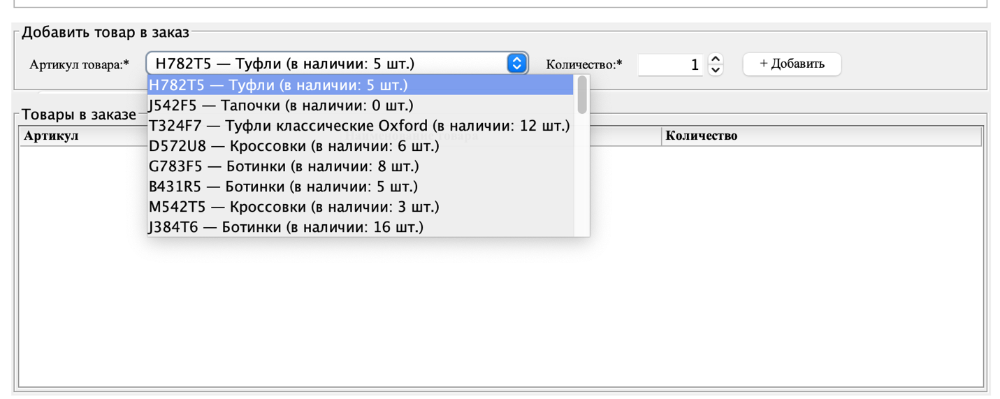 Добавить товар в заказ
Артикул товара:* H782T5 — Туфли (в наличии: 5 шт.) Количество:* 1 + Добавить
H782T5 — Туфли (в наличии: 5 шт.)
J542F5 — Тапочки (в наличии: 0 шт.)
Товары в заказе
T324F7 — Туфли классические Oxford (в наличии: 12 шт.)
Артикул Количество
D572U8 — Кроссовки (в наличии: 6 шт.)
G783F5 — Ботинки (в наличии: 8 шт.)
B431R5 — Ботинки (в наличии: 5 шт.)
M542T5 — Кроссовки (в наличии: 3 шт.)
J384T6 — Ботинки (в наличии: 16 шт.)